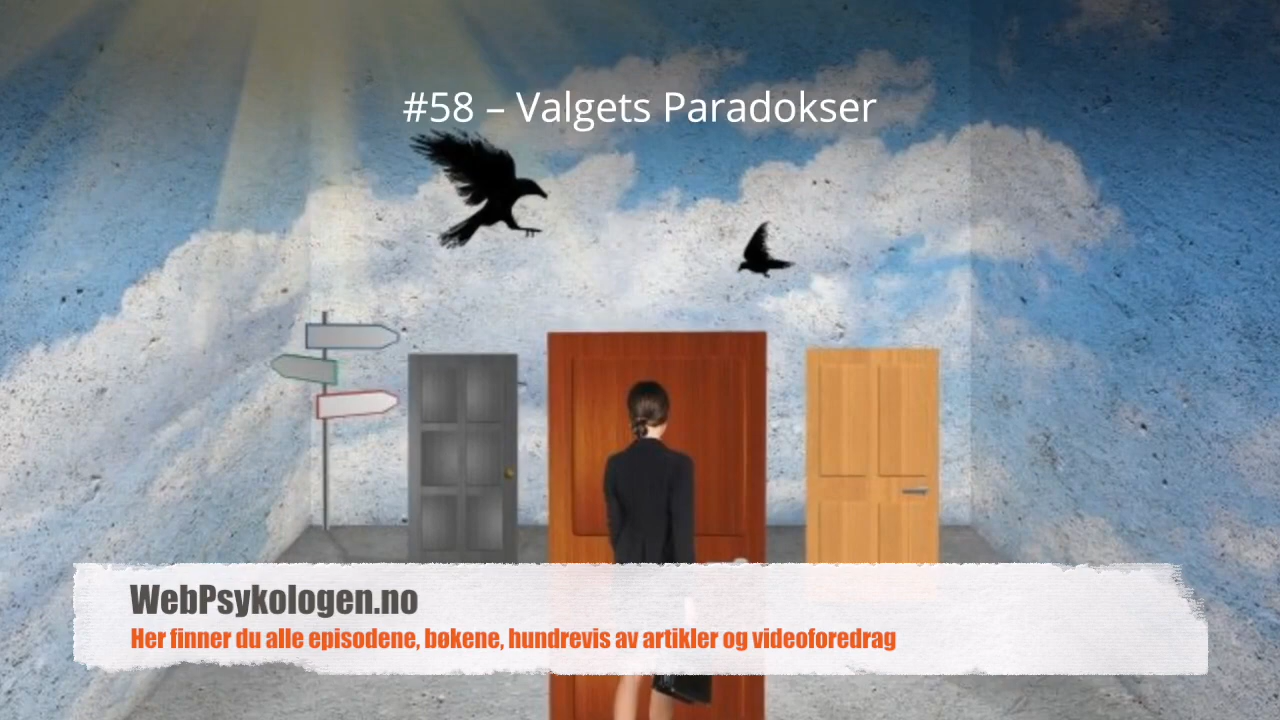 #58 – Valgets Paradokser
WebPsykologen.no
Her finner du alle episodene, bøkene, hundrevis av artikler og videoforedrag